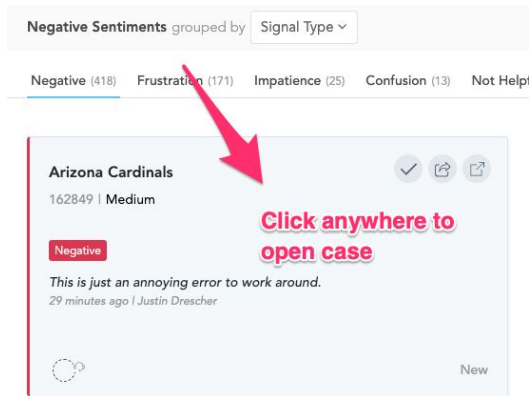 Negative Sentiments grouped by Signal Type
Negative (418) Frustration (171) Impatience (25) Confusion (13) Not Help
Arizona Cardinals
162849 | Medium
Click anywhere to
open case
Negative
This is just an annoying error to work around.
29 minutes ago | Justin Drescher
New